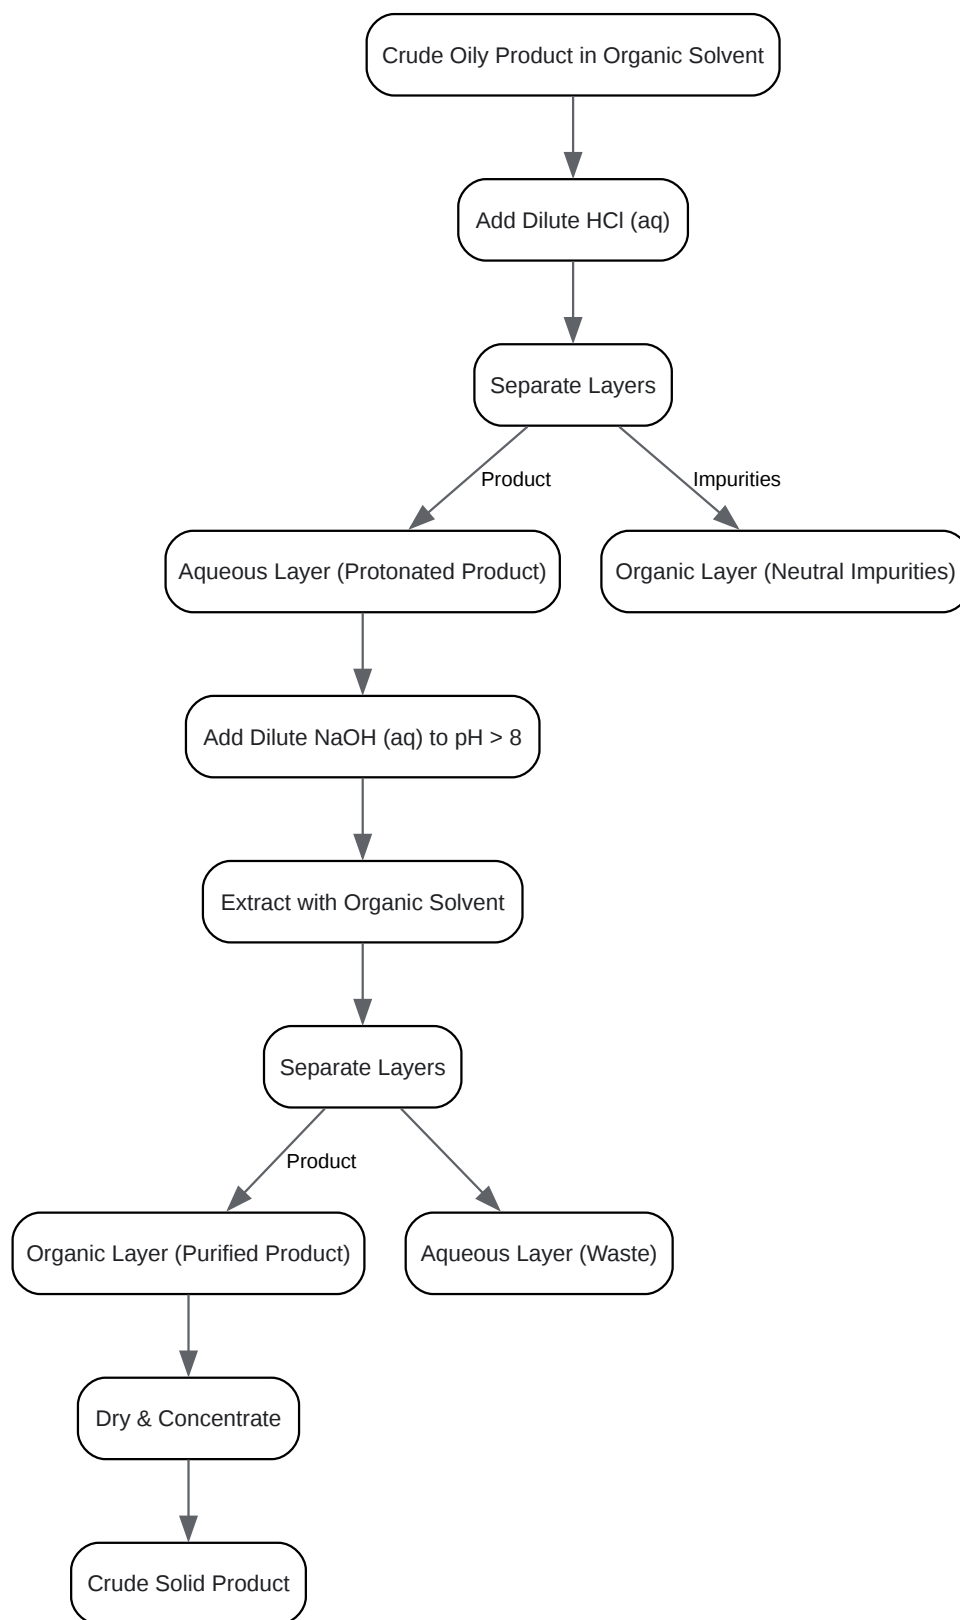 Crude Oily Product in Organic Solvent
Add Dilute HCl (aq)
Separate Layers
Product
Impurities
Aqueous Layer (Protonated Product)
Organic Layer (Neutral Impurities)
Add Dilute NaOH (aq) to pH > 8
Extract with Organic Solvent
Separate Layers
Product
Organic Layer (Purified Product)
Aqueous Layer (Waste)
Dry & Concentrate
Crude Solid Product